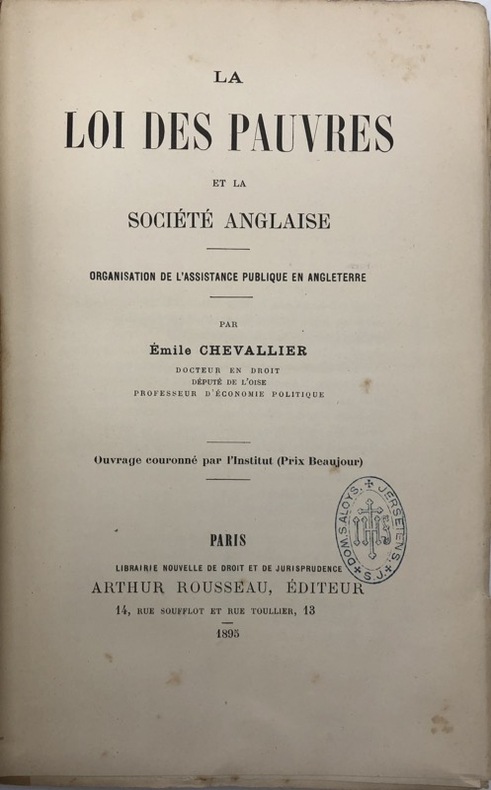 LA
LOI DES PAUVRES
ET LA
SOCIÉTÉ ANGLAISE
ORGANISATION DE L'ASSISTANCE PUBLIQUE EN ANGLETERRE
PAR
Émile CHEVALLIER
DOCTEUR EN DROIT
DÉPUTÉ DE L'OISE
PROFESSEUR D'ÉCONOMIE POLITIQUE
Ouvrage couronné par l'Institut (Prix Beaujour)
DOM. S. ALOYS. ✠ JERSEIENS. ✠ S.J. ✠
IHS
PARIS
LIBRAIRIE NOUVELLE DE DROIT ET DE JURISPRUDENCE
ARTHUR ROUSSEAU, ÉDITEUR
14, RUE SOUFFLOT ET RUE TOULLIER, 13
1895